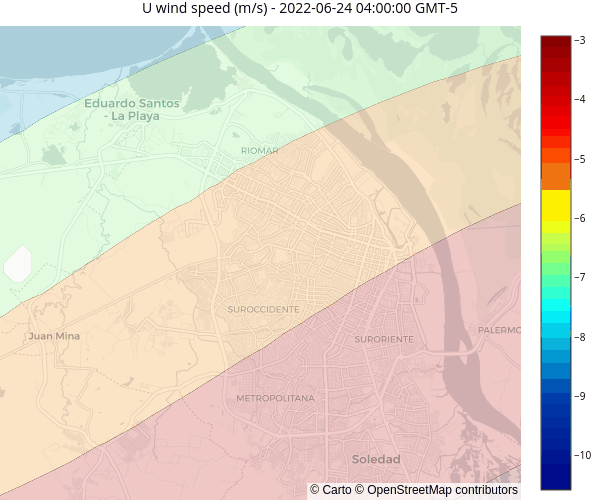 U wind speed (m/s) - 2022-06-24 04:00:00 GMT-5
−3
Eduardo Santos
- La Playa
−4
RIOMAR
−5
−6
−7
SUROCCIDENTE
PALERMO
Juan Mina
SURORIENTE
−8
METROPOLITANA
−9
Soledad
−10
© Carto © OpenStreetMap contributors